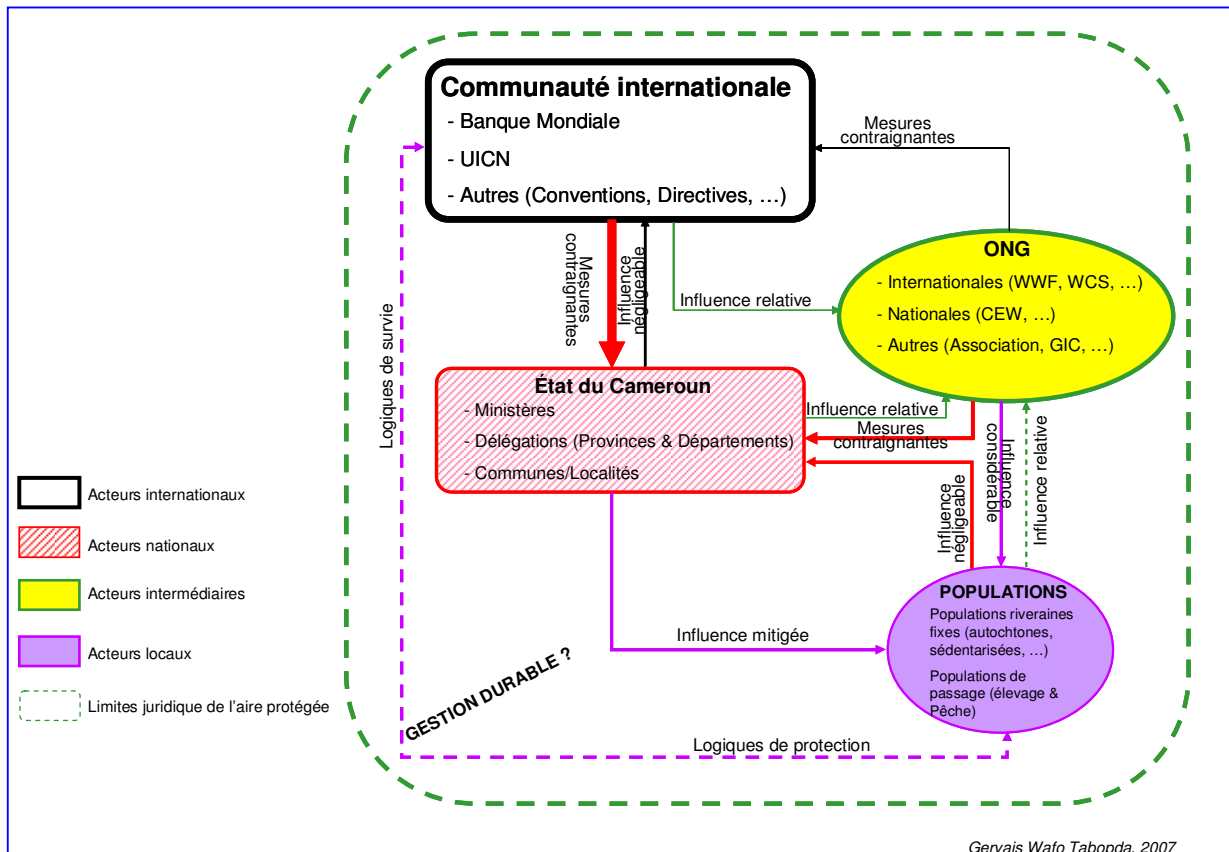 Communauté internationale
- Banque Mondiale
- UICN
- Autres (Conventions, Directives, …)
Mesures
contraignantes
ONG
- Internationales (WWF, WCS, …)
- Nationales (CEW, …)
- Autres (Association, GIC, …)
Mesures
contraignantes
Influence
négligeable
Influence relative
Logiques de survie
État du Cameroun
- Ministères
- Délégations (Provinces & Départements)
- Communes/Localités
Influence relative
Mesures
contraignantes
Influence
considérable
Influence relative
Influence
négligeable
POPULATIONS
Populations riveraines
fixes (autochtones,
sédentarisées, …)
Populations de
passage (élevage &
Pêche)
Influence mitigée
GESTION DURABLE ?
Logiques de protection
Acteurs internationaux
Acteurs nationaux
Acteurs intermédiaires
Acteurs locaux
Limites juridique de l'aire protégée
Gervais Wafo Tabopda, 2007